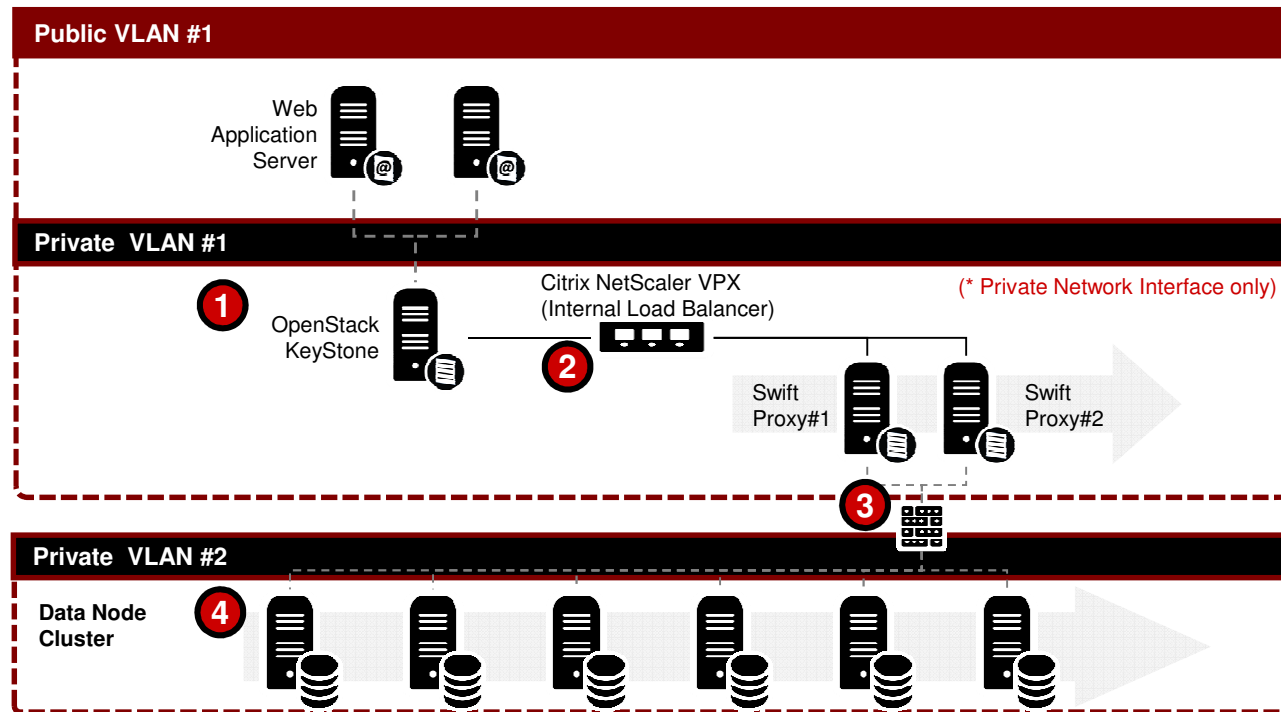 Public VLAN #1
Web
Application
Server
@
@
Private VLAN #1
1
OpenStack
KeyStone
Citrix NetScaler VPX
(Internal Load Balancer)
2
(* Private Network Interface only)
Swift
Proxy#1
Swift
Proxy#2
3
Private VLAN #2
Data Node
Cluster
4